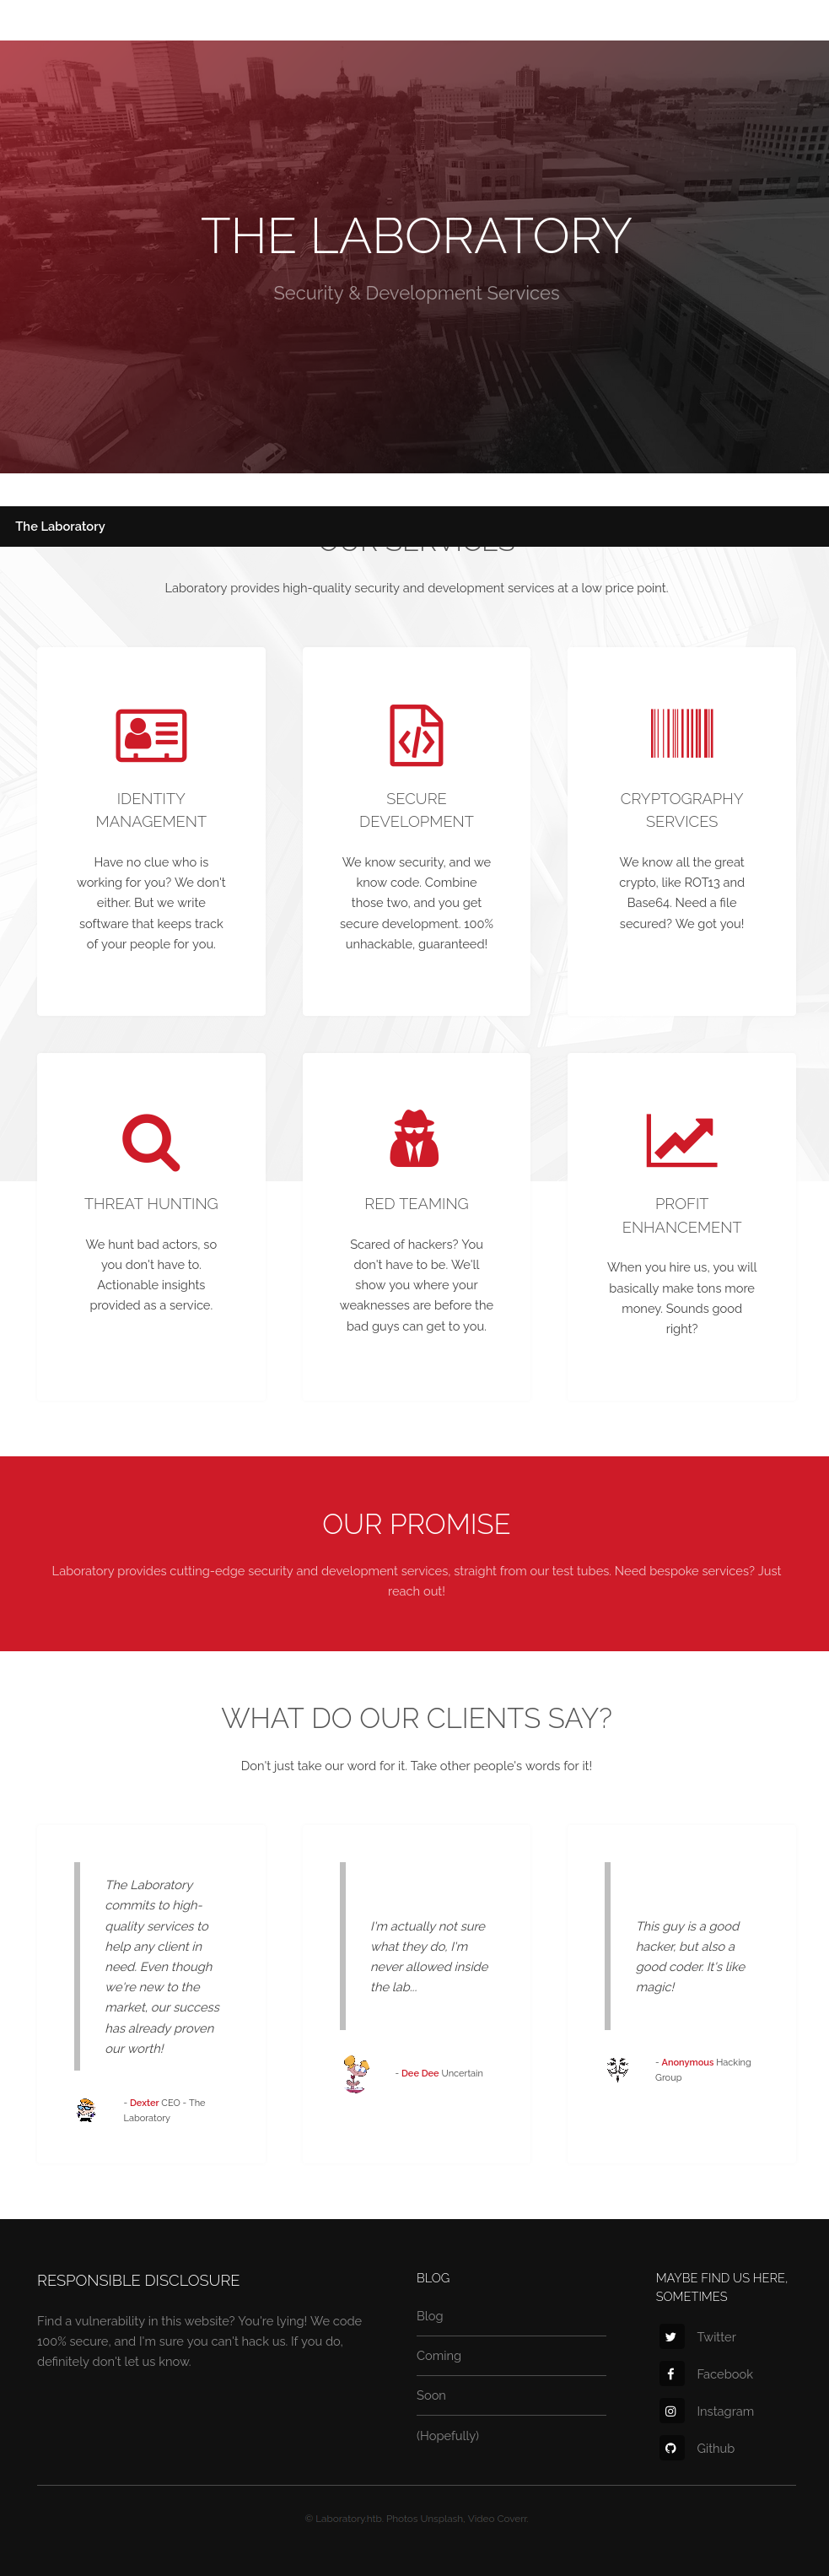 THE LABORATORY
Security & Development Services
The Laboratory
OUR SERVICES
Laboratory provides high-quality security and development services at a low price point.
IDENTITY
MANAGEMENT
Have no clue who is
working for you? We don't
either. But we write
software that keeps track
of your people for you.
SECURE
DEVELOPMENT
We know security, and we
know code. Combine
those two, and you get
secure development. 100%
unhackable, guaranteed!
CRYPTOGRAPHY
SERVICES
We know all the great
crypto, like ROT13 and
Base64. Need a file
secured? We got you!
THREAT HUNTING
We hunt bad actors, so
you don't have to.
Actionable insights
provided as a service.
RED TEAMING
Scared of hackers? You
don't have to be. We'll
show you where your
weaknesses are before the
bad guys can get to you.
PROFIT
ENHANCEMENT
When you hire us, you will
basically make tons more
money. Sounds good
right?
OUR PROMISE
Laboratory provides cutting-edge security and development services, straight from our test tubes. Need bespoke services? Just
reach out!
WHAT DO OUR CLIENTS SAY?
Don't just take our word for it. Take other people's words for it!
The Laboratory
commits to high-
quality services to
help any client in
need. Even though
we're new to the
market, our success
has already proven
our worth!
- Dexter CEO - The
Laboratory
I'm actually not sure
what they do, I'm
never allowed inside
the lab...
- Dee Dee Uncertain
This guy is a good
hacker, but also a
good coder. It's like
magic!
- Anonymous Hacking
Group
RESPONSIBLE DISCLOSURE
Find a vulnerability in this website? You're lying! We code
100% secure, and I'm sure you can't hack us. If you do,
definitely don't let us know.
BLOG
Blog
Coming
Soon
(Hopefully)
MAYBE FIND US HERE,
SOMETIMES
Twitter
Facebook
Instagram
Github
© Laboratory.htb. Photos Unsplash, Video Coverr.